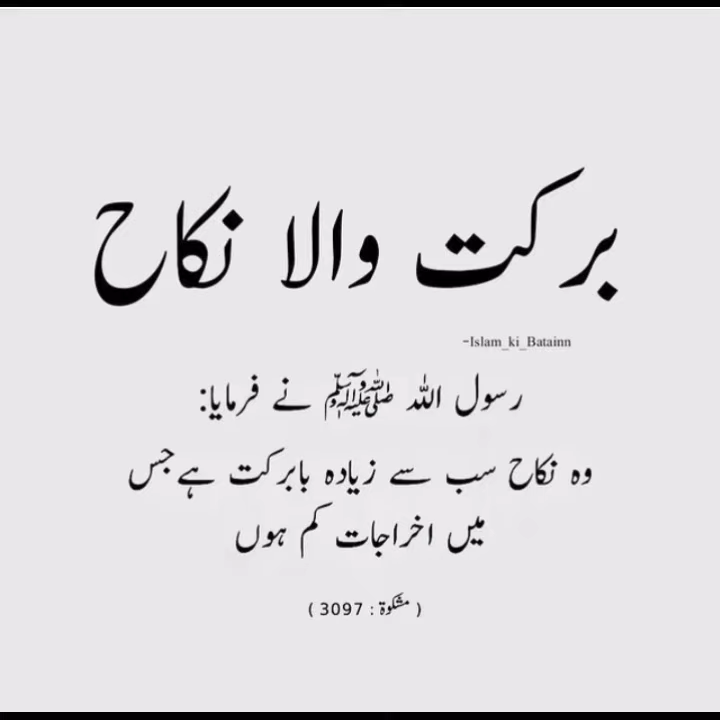 برکت والا نکاح
-Islam_ki_Batainn
رسول اللہ ﷺ نے فرمایا:
وہ نکاح سب سے زیادہ بابرکت ہے جس
میں اخراجات کم ہوں
( مشکوۃ : 3097 )